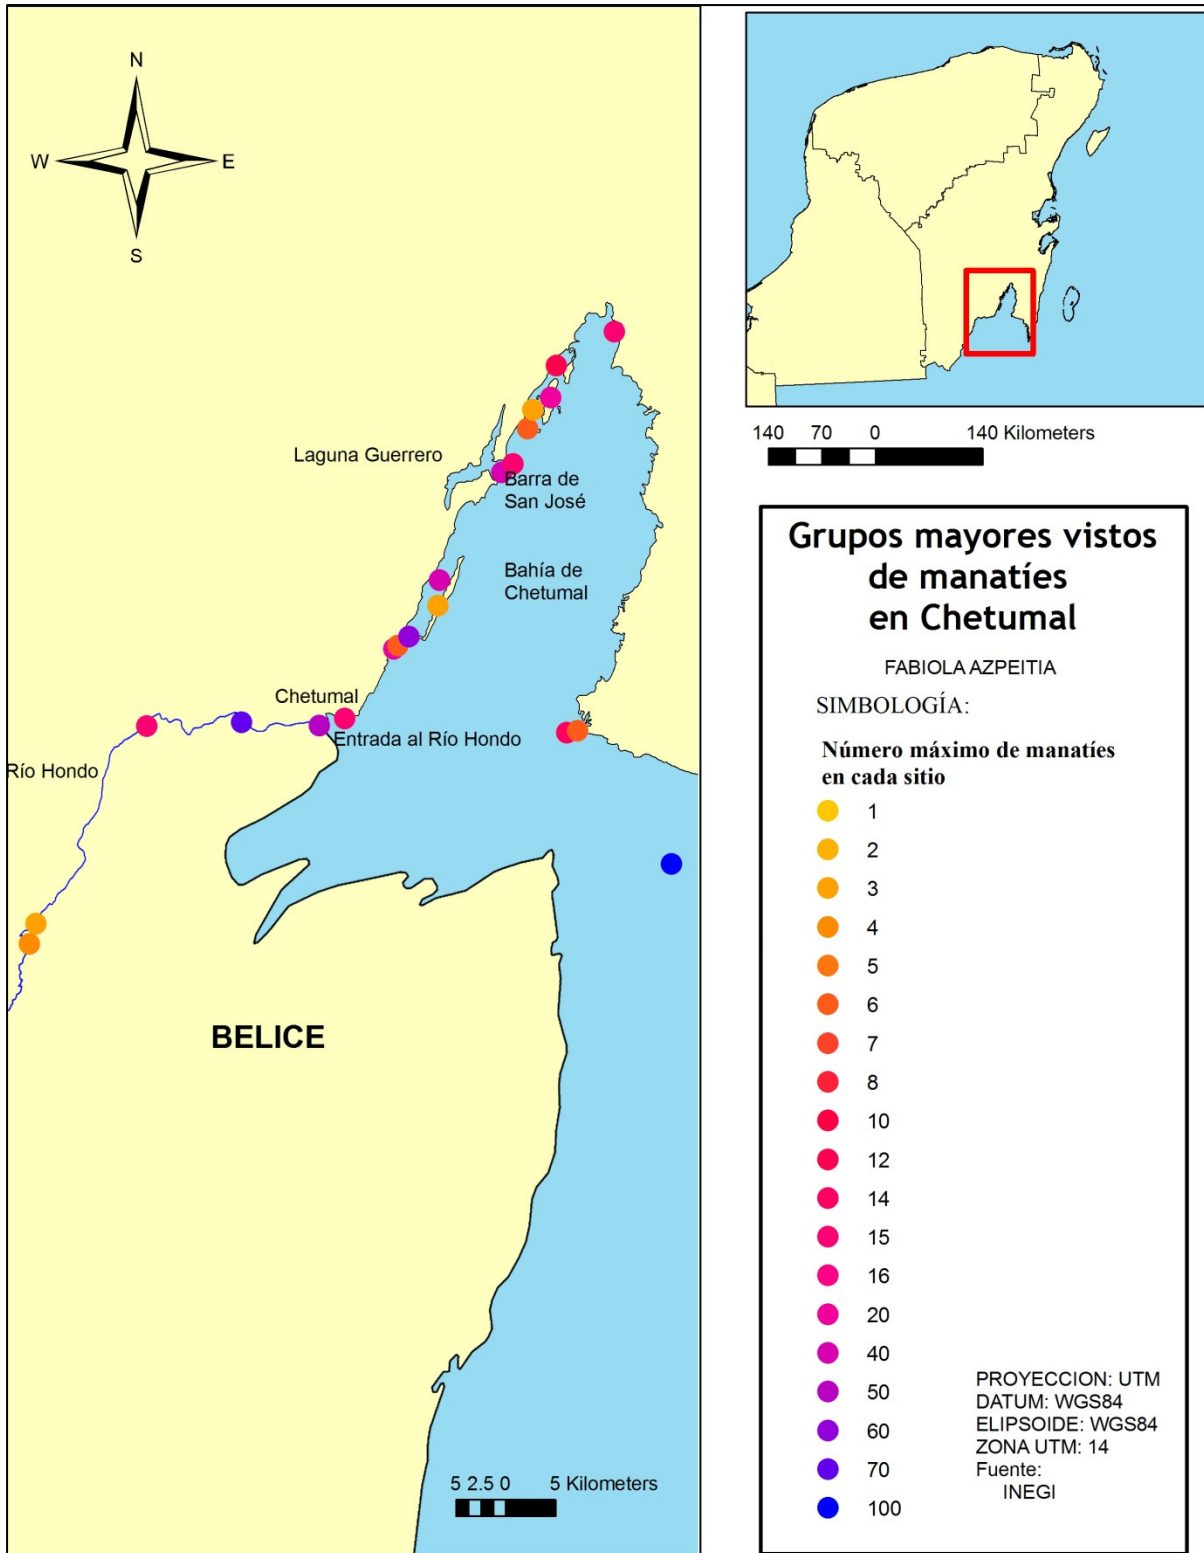 N
W
E
S
Laguna Guerrero
Barra de
San José
Bahía de
Chetumal
Chetumal
Entrada al Río Hondo
Río Hondo
BELICE
5 2.5 0 5 Kilometers
140 70 0 140 Kilometers
Grupos mayores vistos
de manatíes
en Chetumal
FABIOLA AZPEITIA
SIMBOLOGÍA:
Número máximo de manatíes
en cada sitio
1
2
3
4
5
6
7
8
10
12
14
15
16
20
40
50
60
70
100
PROYECCION: UTM
DATUM: WGS84
ELIPSOIDE: WGS84
ZONA UTM: 14
Fuente:
INEGI